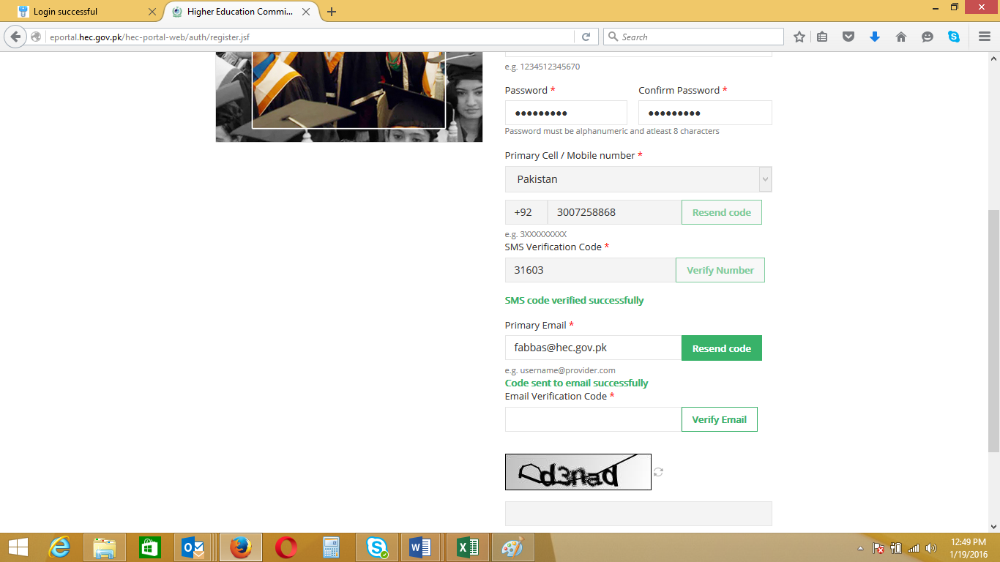 Login successful
Higher Education Commi...
eportal.hec.gov.pk/hec-portal-web/auth/register.jsf
Search
e.g. 1234512345670
Password * Confirm Password *
●●●●●●●●● ●●●●●●●●●
Password must be alphanumeric and atleast 8 characters
Primary Cell / Mobile number *
Pakistan
+92 3007258868 Resend code
e.g. 3XXXXXXXXX
SMS Verification Code *
31603 Verify Number
SMS code verified successfully
Primary Email *
fabbas@hec.gov.pk Resend code
e.g. username@provider.com
Code sent to email successfully
Email Verification Code *
Verify Email
12:49 PM
1/19/2016